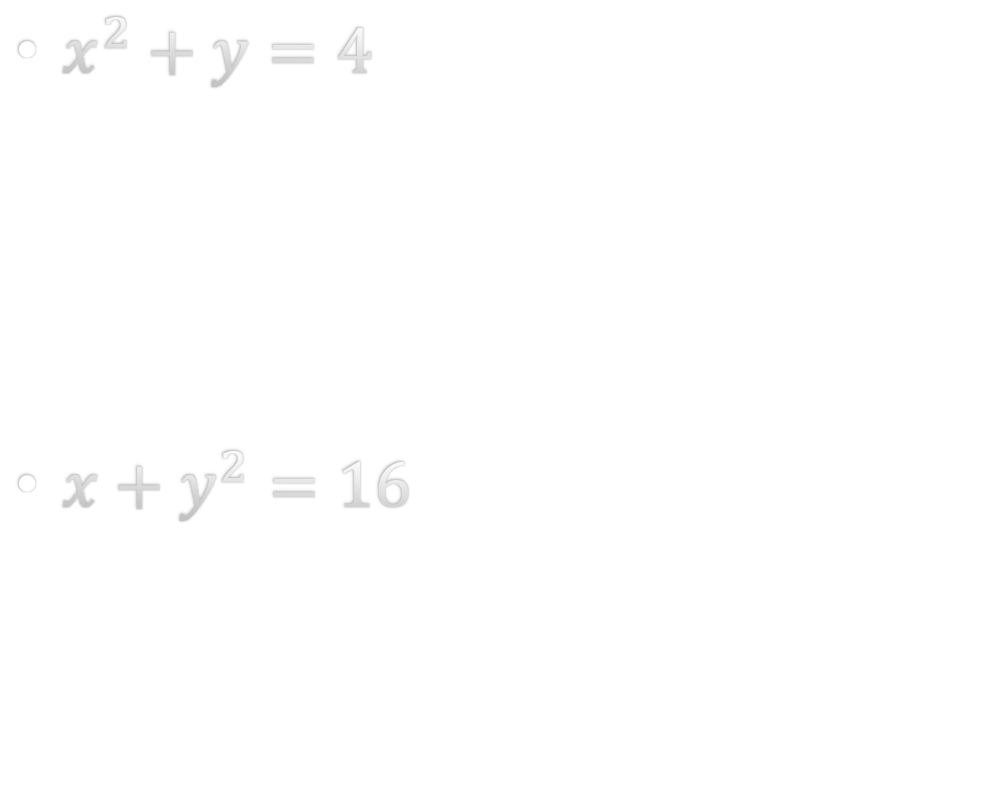 • x² + y = 4
• x + y² = 16